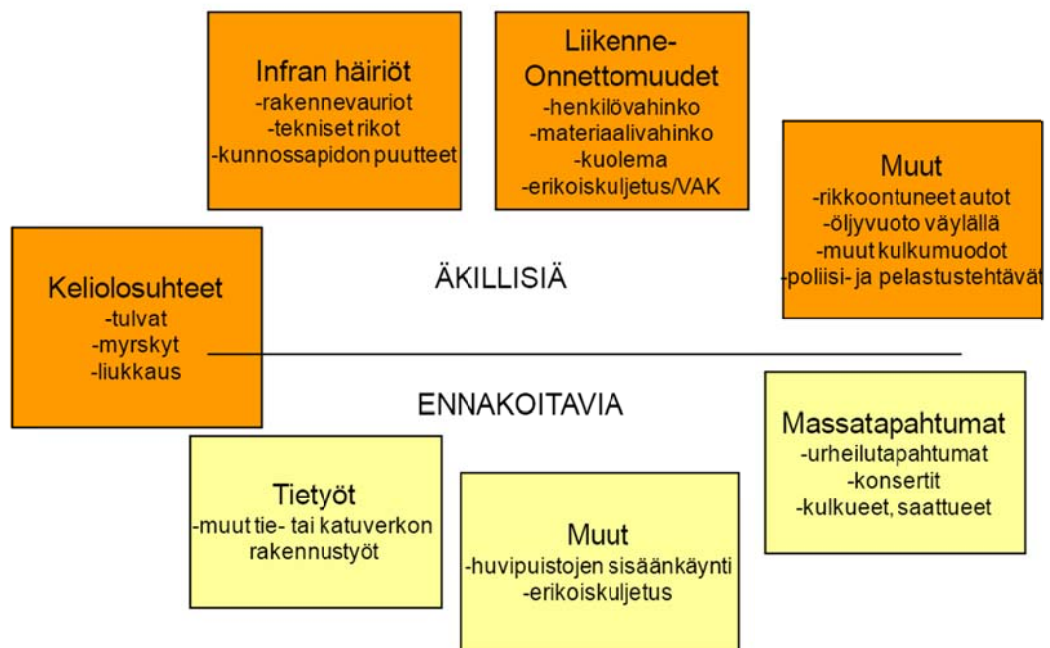 Infran häiriöt
-rakennevauriot
-tekniset rikot
-kunnossapidon puutteet
Liikenne-
Onnettomuudet
-henkilövahinko
-materiaalivahinko
-kuolema
-erikoiskuljetus/VAK
Muut
-rikkoontuneet autot
-öljyvuoto väylällä
-muut kulkumuodot
-poliisi- ja pelastustehtävät
Keliolosuhteet
-tulvat
-myrskyt
-liukkaus
ÄKILLISIÄ
ENNAKOITAVIA
Massatapahtumat
-urheilutapahtumat
-konsertit
-kulkueet, saattueet
Tietyöt
-muut tie- tai katuverkon
rakennustyöt
Muut
-huvipuistojen sisäänkäynti
-erikoiskuljetus